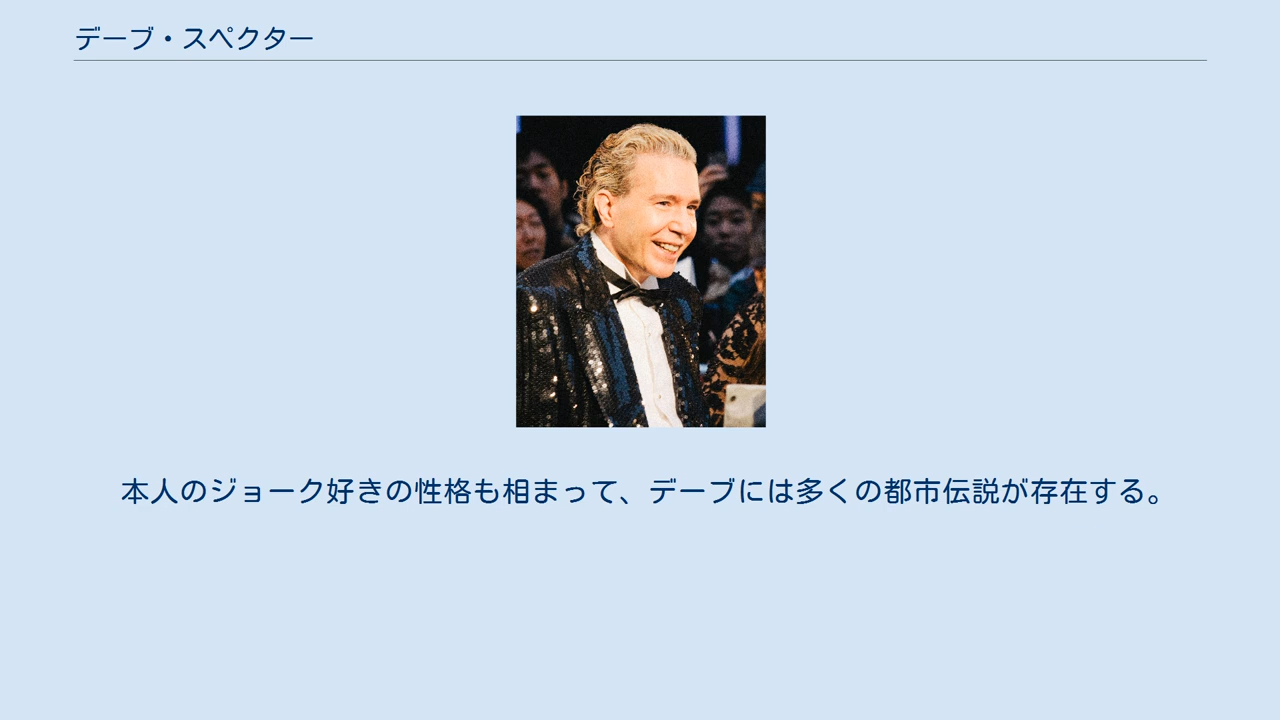 デーブ・スペクター
本人のジョーク好きの性格も相まって、デーブには多くの都市伝説が存在する。